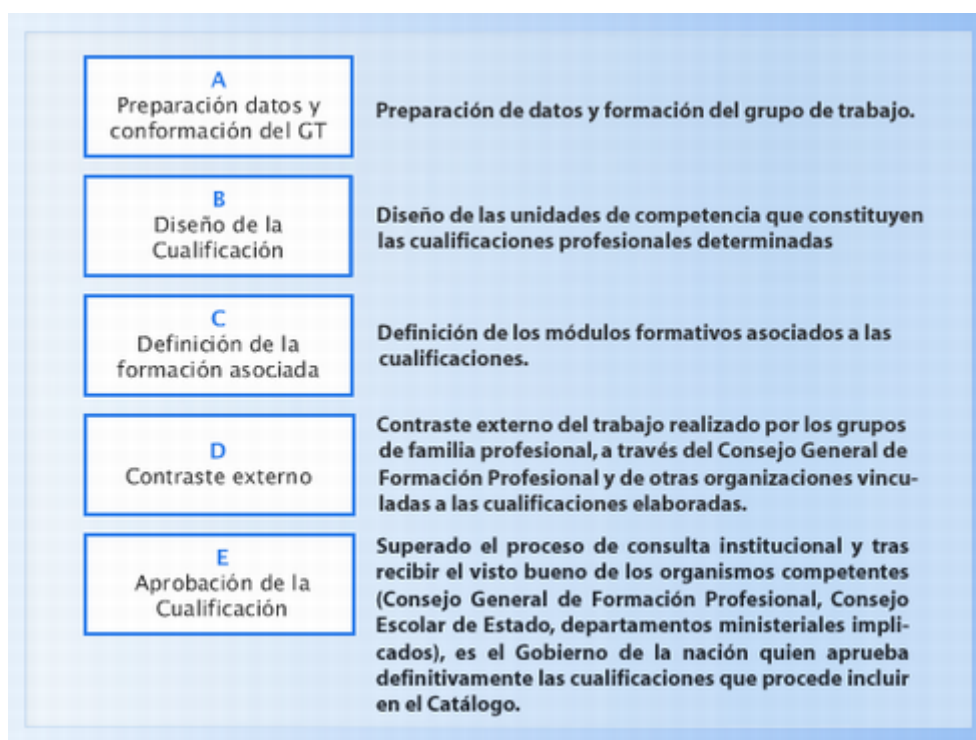 A
Preparación datos y
conformación del GT
Preparación de datos y formación del grupo de trabajo.
B
Diseño de la
Cualificación
Diseño de las unidades de competencia que constituyen
las cualificaciones profesionales determinadas
C
Definición de la
formación asociada
Definición de los módulos formativos asociados a las
cualificaciones.
D
Contraste externo
Contraste externo del trabajo realizado por los grupos
de familia profesional, a través del Consejo General de
Formación Profesional y de otras organizaciones vincu-
ladas a las cualificaciones elaboradas.
E
Aprobación de la
Cualificación
Superado el proceso de consulta institucional y tras
recibir el visto bueno de los organismos competentes
(Consejo General de Formación Profesional, Consejo
Escolar de Estado, departamentos ministeriales impli-
cados), es el Gobierno de la nación quien aprueba
definitivamente las cualificaciones que procede incluir
en el Catálogo.